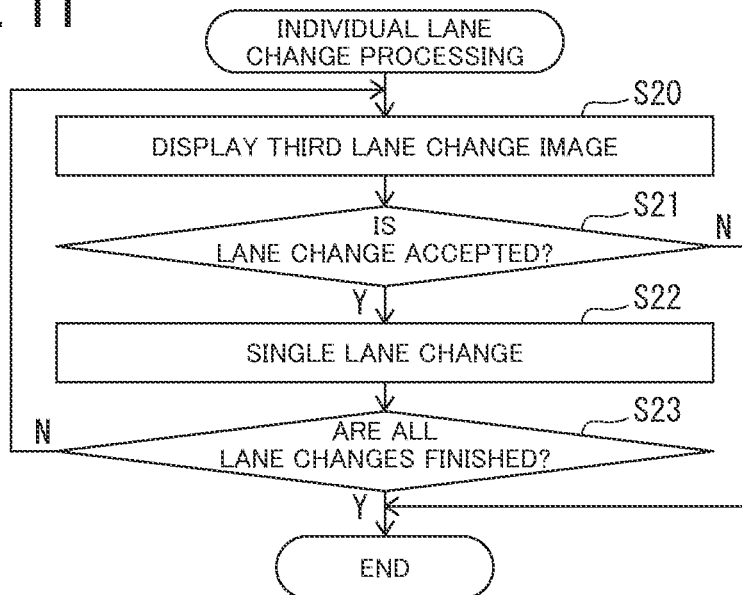 11
INDIVIDUAL LANE
CHANGE PROCESSING
S20
DISPLAY THIRD LANE CHANGE IMAGE
S21
IS
LANE CHANGE ACCEPTED?
N
Y
S22
SINGLE LANE CHANGE
S23
ARE ALL
LANE CHANGES FINISHED?
N
Y
END